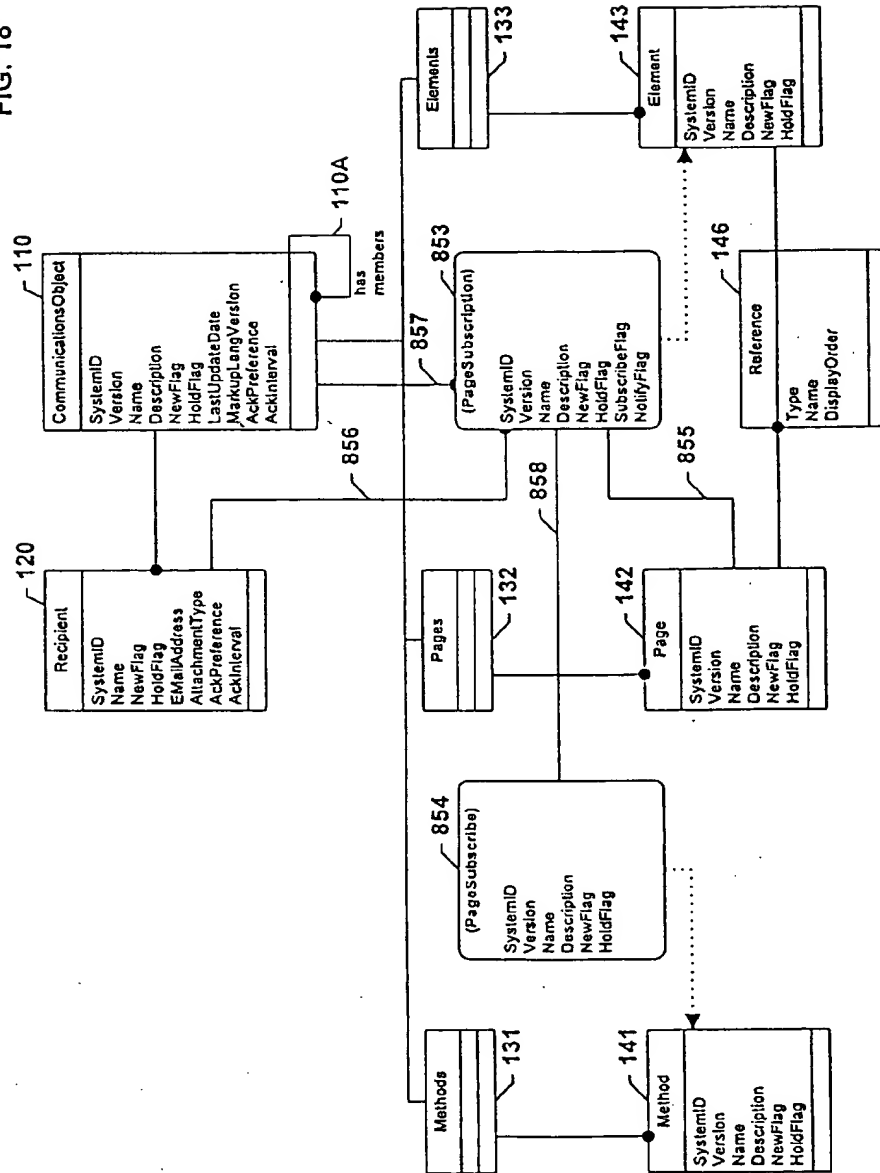 FIG. 18
120
Recipient
SystemID
Name
NewFlag
HoldFlag
EMailAddress
AttachmentType
AckPreference
AckInterval
110
CommunicationsObject
SystemID
Version
Name
Description
NewFlag
HoldFlag
LastUpdateDate
MarkupLangVersion
AckPreference
AckInterval
110A
has
members
856
857
Methods
131
Pages
132
Elements
133
854
(PageSubscribe)
SystemID
Version
Name
Description
NewFlag
HoldFlag
858
853
(PageSubscription)
SystemID
Version
Name
Description
NewFlag
HoldFlag
SubscribeFlag
NotifyFlag
855
141
Method
SystemID
Version
Name
Description
NewFlag
HoldFlag
142
Page
SystemID
Version
Name
Description
NewFlag
HoldFlag
146
Reference
Type
Name
DisplayOrder
143
Element
SystemID
Version
Name
Description
NewFlag
HoldFlag